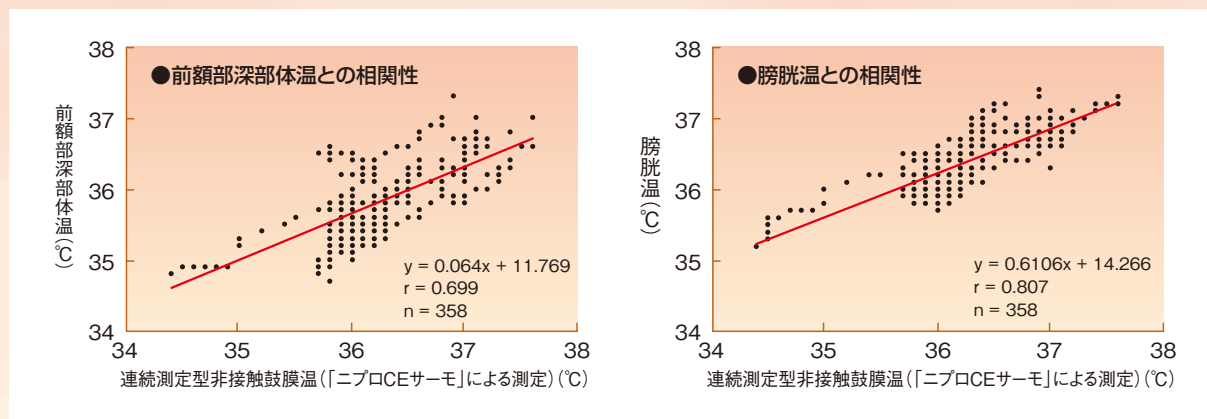 ●前額部深部体温との相関性
38
37
36
35
34
前額部深部体温(℃)
y = 0.064x + 11.769
r = 0.699
n = 358
34 35 36 37 38
連続測定型非接触鼓膜温(「ニプロCEサーモ」による測定)(℃)
●膀胱温との相関性
38
37
36
35
34
膀胱温(℃)
y = 0.6106x + 14.266
r = 0.807
n = 358
34 35 36 37 38
連続測定型非接触鼓膜温(「ニプロCEサーモ」による測定)(℃)